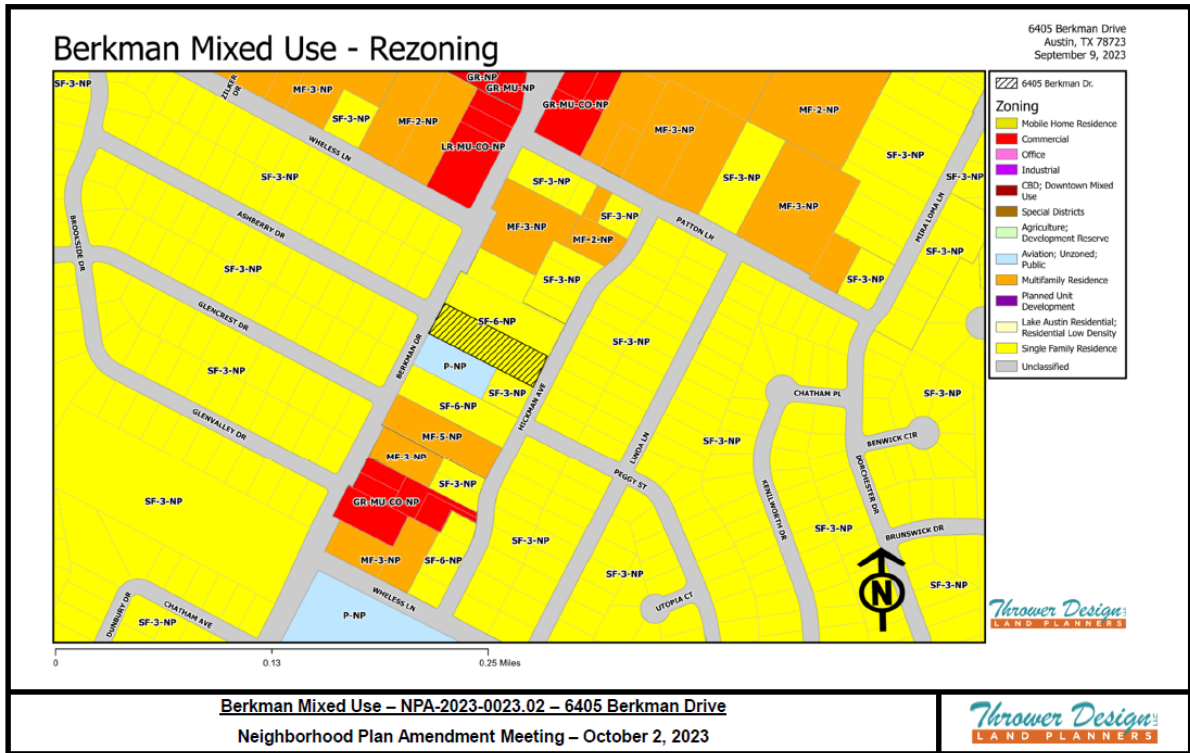 Berkman Mixed Use - Rezoning
6405 Berkman Drive
Austin, TX 78723
September 9, 2023
SF-3-NP
ZILKER DR
MF-3-NP
SF-3-NP
MF-2-NP
GR-NP
GR-MU-NP
LR-MU-CO-NP
GR-MU-CO-NP
MF-3-NP
MF-2-NP
SF-3-NP
SF-3-NP
WHELESS LN
SF-3-NP
SF-3-NP
SF-3-NP
MF-3-NP
MIRA LOMA LN
BROOKSIDE DR
ASHBERRY DR
SF-3-NP
MF-3-NP
SF-3-NP
MF-2-NP
PATTON LN
SF-3-NP
SF-3-NP
SF-3-NP
GLENCREST DR
SF-6-NP
BERKMAN DR
P-NP
SF-3-NP
SF-3-NP
SF-3-NP
HICKMAN AVE
SF-6-NP
CHATHAM PL
SF-3-NP
GLENVALLEY DR
MF-5-NP
LINDA LN
SF-3-NP
BENWICK CIR
MF-3-NP
SF-3-NP
PEGGY ST
KENILWORTH DR
DORCHESTER DR
SF-3-NP
GR-MU-CO-NP
SF-3-NP
SF-3-NP
BRUNSWICK DR
MF-3-NP
SF-6-NP
SF-3-NP
SF-3-NP
WHELESS LN
DUNBURY DR
CHATHAM AVE
SF-3-NP
P-NP
UTOPIA CT
N
6405 Berkman Dr.
Zoning
Mobile Home Residence
Commercial
Office
Industrial
CBD; Downtown Mixed
Use
Special Districts
Agriculture;
Development Reserve
Aviation; Unzoned;
Public
Multifamily Residence
Planned Unit
Development
Lake Austin Residential;
Residential Low Density
Single Family Residence
Unclassified
Thrower Design LLC
LAND PLANNERS
0 0.13 0.25 Miles
Berkman Mixed Use – NPA-2023-0023.02 – 6405 Berkman Drive
Neighborhood Plan Amendment Meeting – October 2, 2023
Thrower Design LLC
LAND PLANNERS